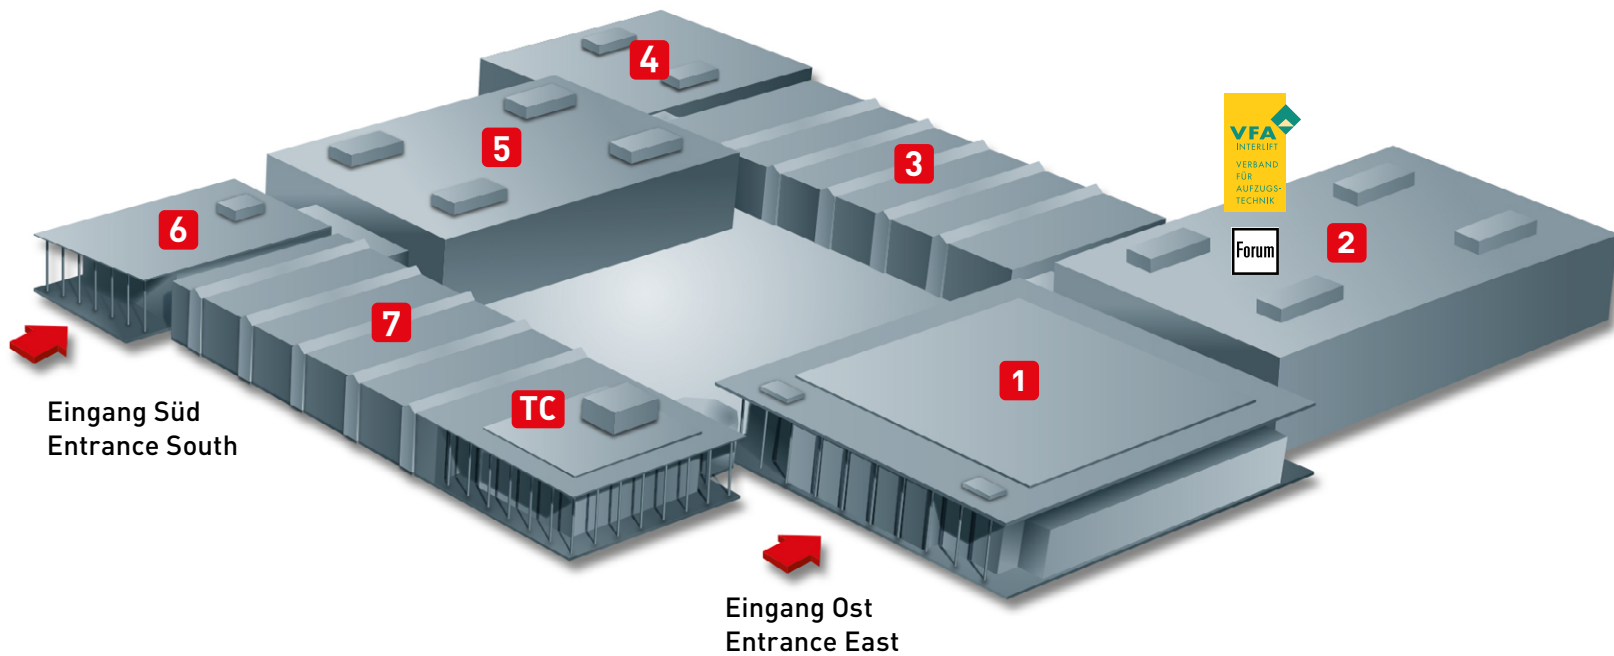 4
5
3
6
7
TC
1
2
VFA
INTERLIFT
VERBAND
FÜR
AUFZUGS-
TECHNIK
Forum
Eingang Süd
Entrance South
Eingang Ost
Entrance East